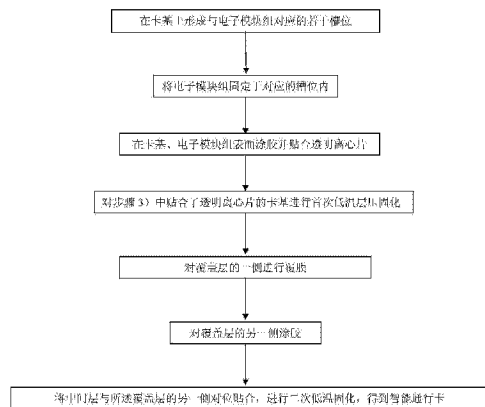 在卡基上形成与电子模块组对应的若干槽位
将电子模块组固定于对应的槽位内
在卡基、电子模块组表面涂胶并贴合透明离心片
对步骤3）中贴合了透明离心片的卡基进行首次低温层压固化
对覆盖层的一侧进行覆膜
对覆盖层的另一侧涂胶
将中间层与所述覆盖层的另一侧对位贴合，进行二次低温固化，得到智能通行卡